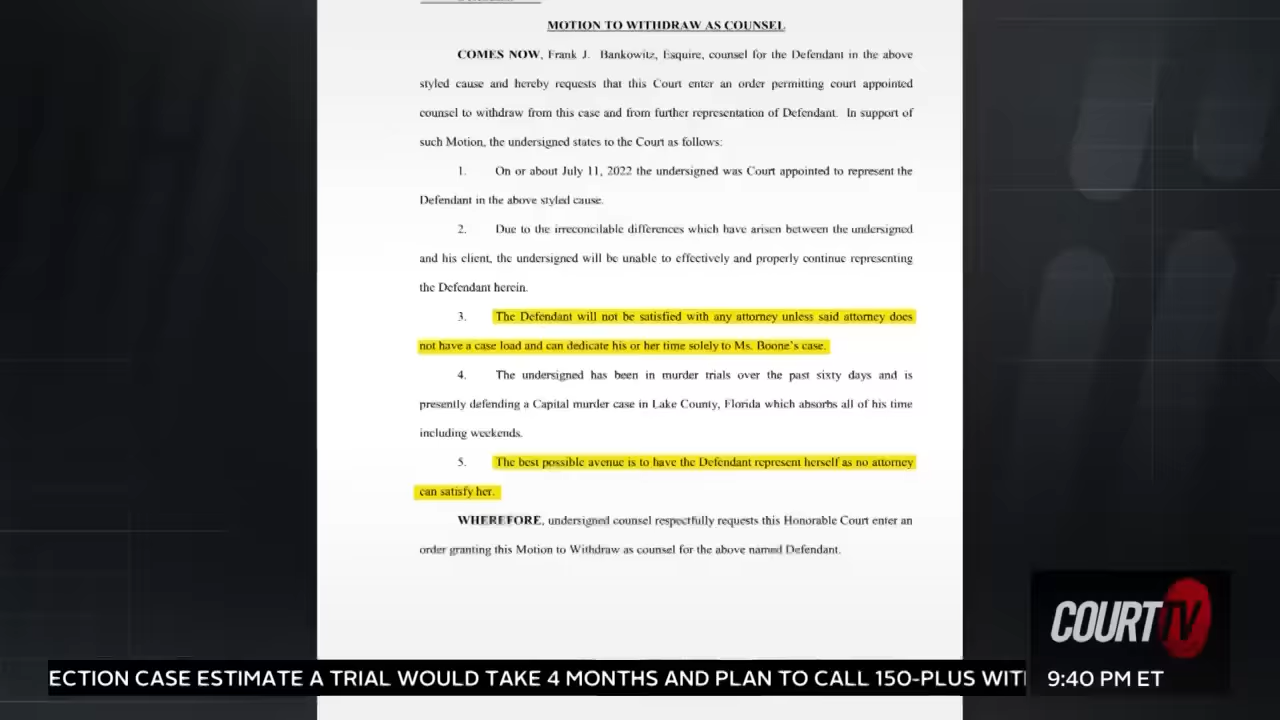 MOTION TO WITHDRAW AS COUNSEL
COMES NOW, Frank J. Bankowitz, Esquire, counsel for the Defendant in the above
styled cause and hereby requests that this Court enter an order permitting court appointed
counsel to withdraw from this case and from further representation of Defendant. In support of
such Motion, the undersigned states to the Court as follows:
1. On or about July 11, 2022 the undersigned was Court appointed to represent the
Defendant in the above styled cause.
2. Due to the irreconcilable differences which have arisen between the undersigned
and his client, the undersigned will be unable to effectively and properly continue representing
the Defendant herein.
3. The Defendant will not be satisfied with any attorney unless said attorney does
not have a case load and can dedicate his or her time solely to Ms. Boone's case.
4. The undersigned has been in murder trials over the past sixty days and is
presently defending a Capital murder case in Lake County, Florida which absorbs all of his time
including weekends.
5. The best possible avenue is to have the Defendant represent herself as no attorney
can satisfy her.
WHEREFORE, undersigned counsel respectfully requests this Honorable Court enter an
order granting this Motion to Withdraw as counsel for the above named Defendant.
COURT TV
ECTION CASE ESTIMATE A TRIAL WOULD TAKE 4 MONTHS AND PLAN TO CALL 150-PLUS WIT
9:40 PM ET